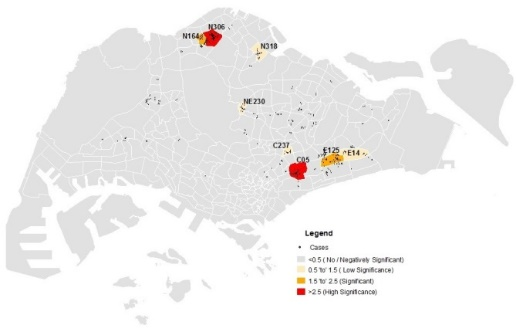 N306
N164
N318
NE230
C237
E125
E14
C05
Legend
Cases
<0.5 ( No / Negatively Significant)
0.5 'to' 1.5 ( Low Significance)
1.5 'to' 2.5 (Significant)
>2.5 (High Significance)